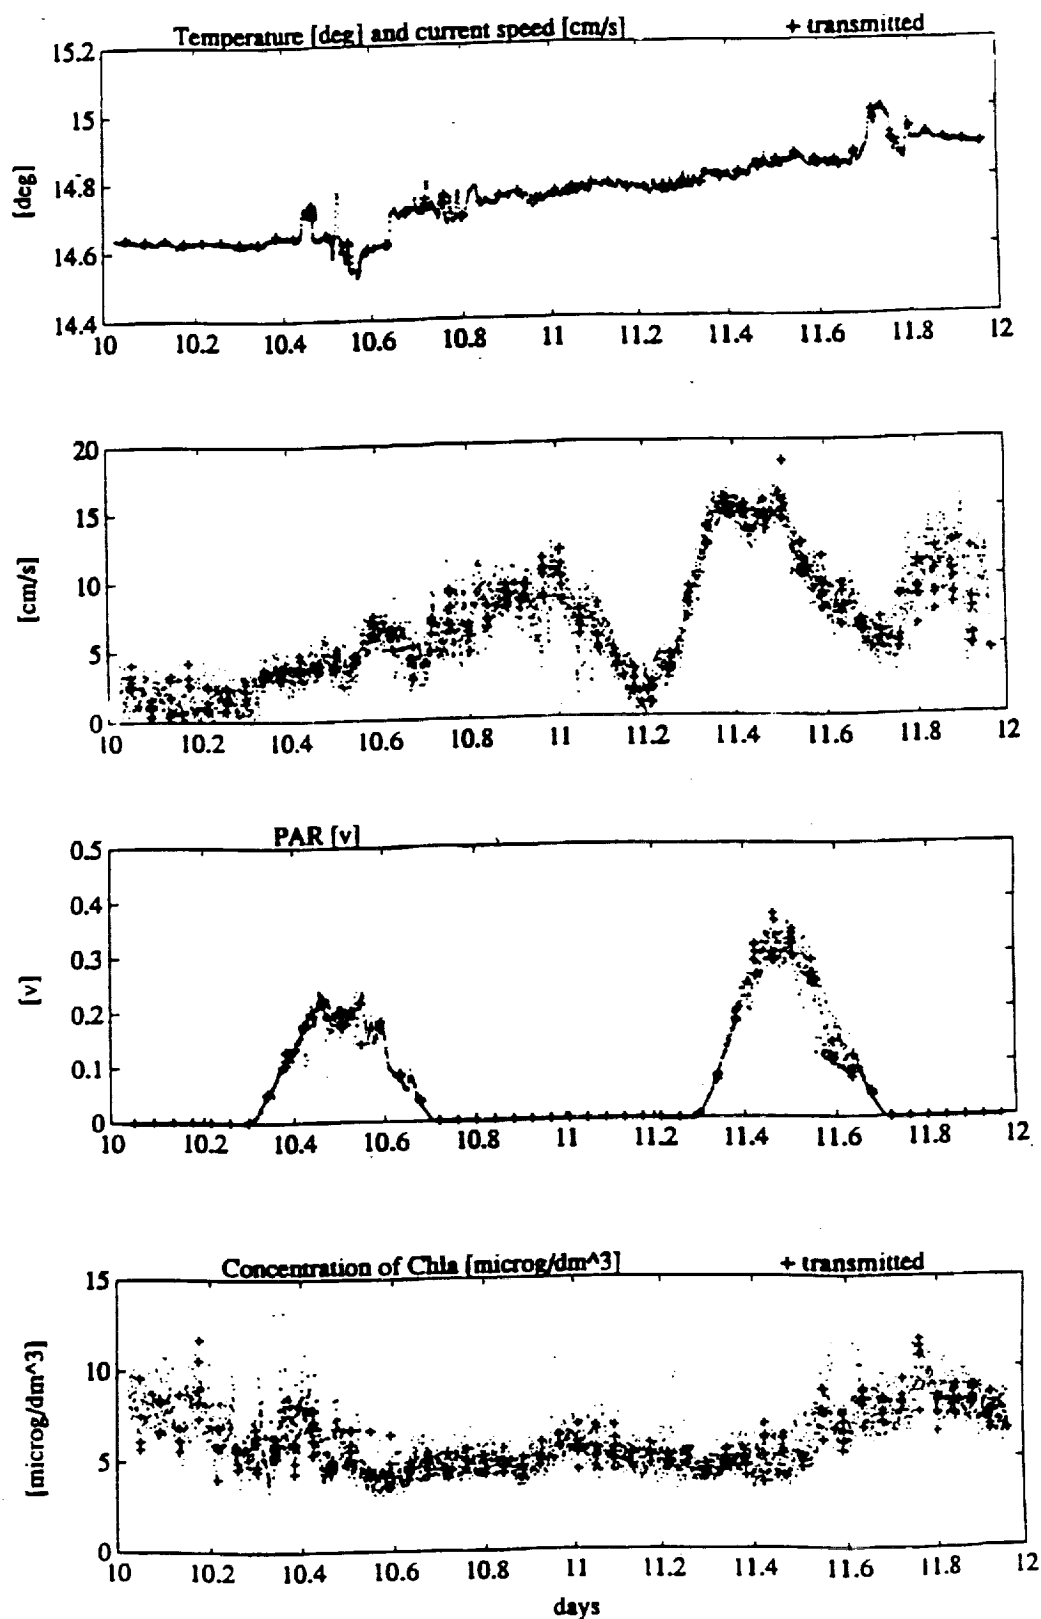 Temperature [deg] and current speed [cm/s] + transmitted
15.2
15
14.8
14.6
14.4
[deg]
10 10.2 10.4 10.6 10.8 11 11.2 11.4 11.6 11.8 12
20
15
10
5
0
[cm/s]
10 10.2 10.4 10.6 10.8 11 11.2 11.4 11.6 11.8 12
PAR [v]
0.5
0.4
0.3
0.2
0.1
0
[v]
10 10.2 10.4 10.6 10.8 11 11.2 11.4 11.6 11.8 12
Concentration of Chla [microg/dm^3] + transmitted
15
10
5
0
[microg/dm^3]
10 10.2 10.4 10.6 10.8 11 11.2 11.4 11.6 11.8 12
days